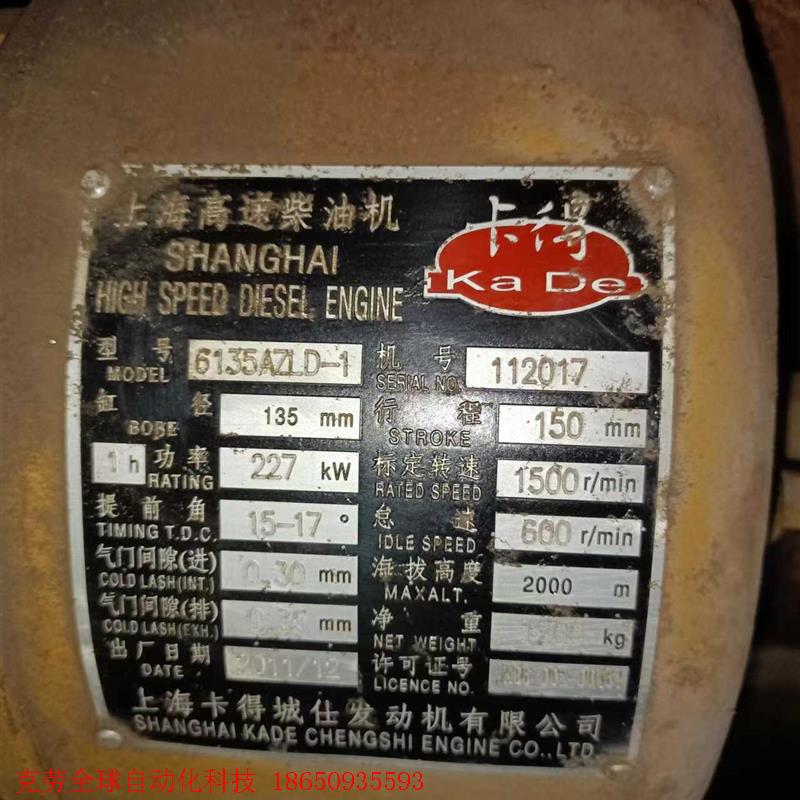 上海高速柴油机
SHANGHAI
HIGH SPEED DIESEL ENGINE
卡得
Ka De
型号 6135AZLD-1 机号 112017
MODEL SERIAL NO.
缸径 135 mm 行程 150 mm
BORE STROKE
1 h 功率 227 kW 标定转速 1500 r/min
RATING RATED SPEED
提前角 15-17° 怠速 600 r/min
TIMING T.D.C. IDLE SPEED
气门间隙(进) 0.30 mm 海拔高度 2000 m
COLD LASH(INT.) MAXALT.
气门间隙(排) mm 净重 kg
COLD LASH(EXH.) NET WEIGHT
出厂日期 2011/12 许可证号
DATE LICENCE NO.
上海卡得城仕发动机有限公司
SHANGHAI KADE CHENGSHI ENGINE CO.,LTD
克劳全球自动化科技 18650935593